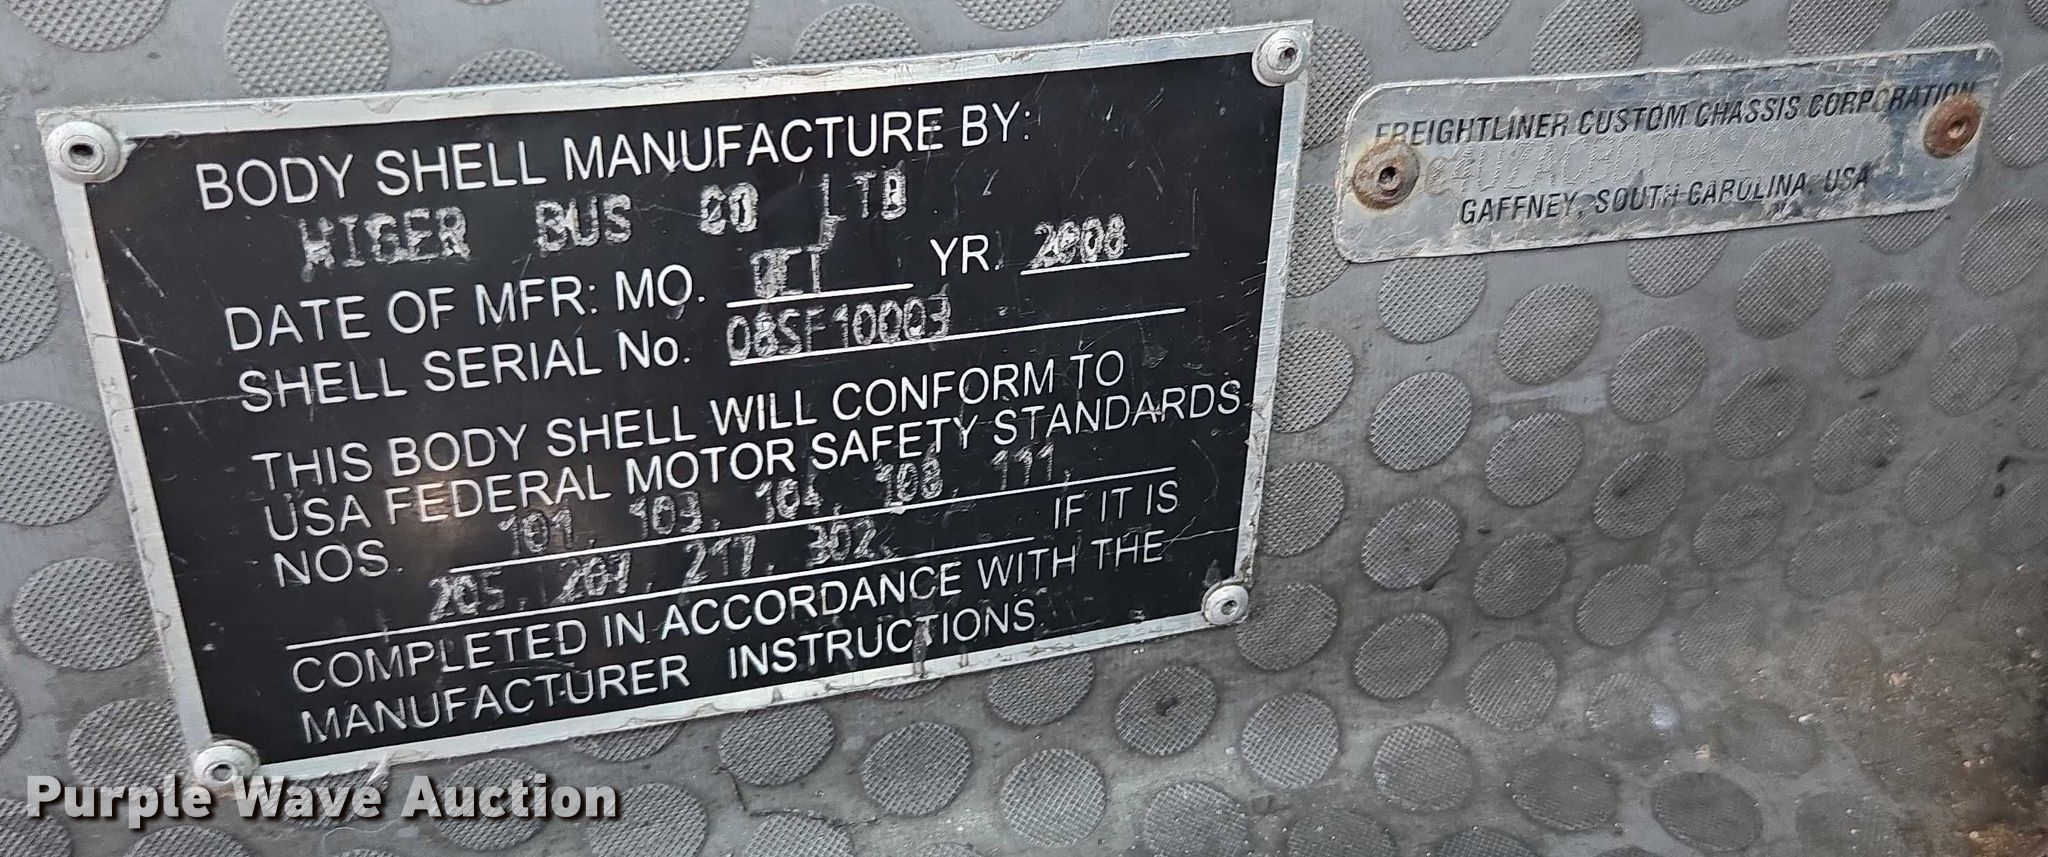 BODY SHELL MANUFACTURE BY:
HIGER BUS CO LTD
DATE OF MFR: MO. OCT YR. 2008
SHELL SERIAL No. 08SF10003
THIS BODY SHELL WILL CONFORM TO
USA FEDERAL MOTOR SAFETY STANDARDS
NOS. 101, 103, 104, 108, 111,
205, 207, 217, 302, IF IT IS
COMPLETED IN ACCORDANCE WITH THE
MANUFACTURER INSTRUCTIONS.
FREIGHTLINER CUSTOM CHASSIS CORPORATION
GAFFNEY, SOUTH CAROLINA, USA
Purple Wave Auction